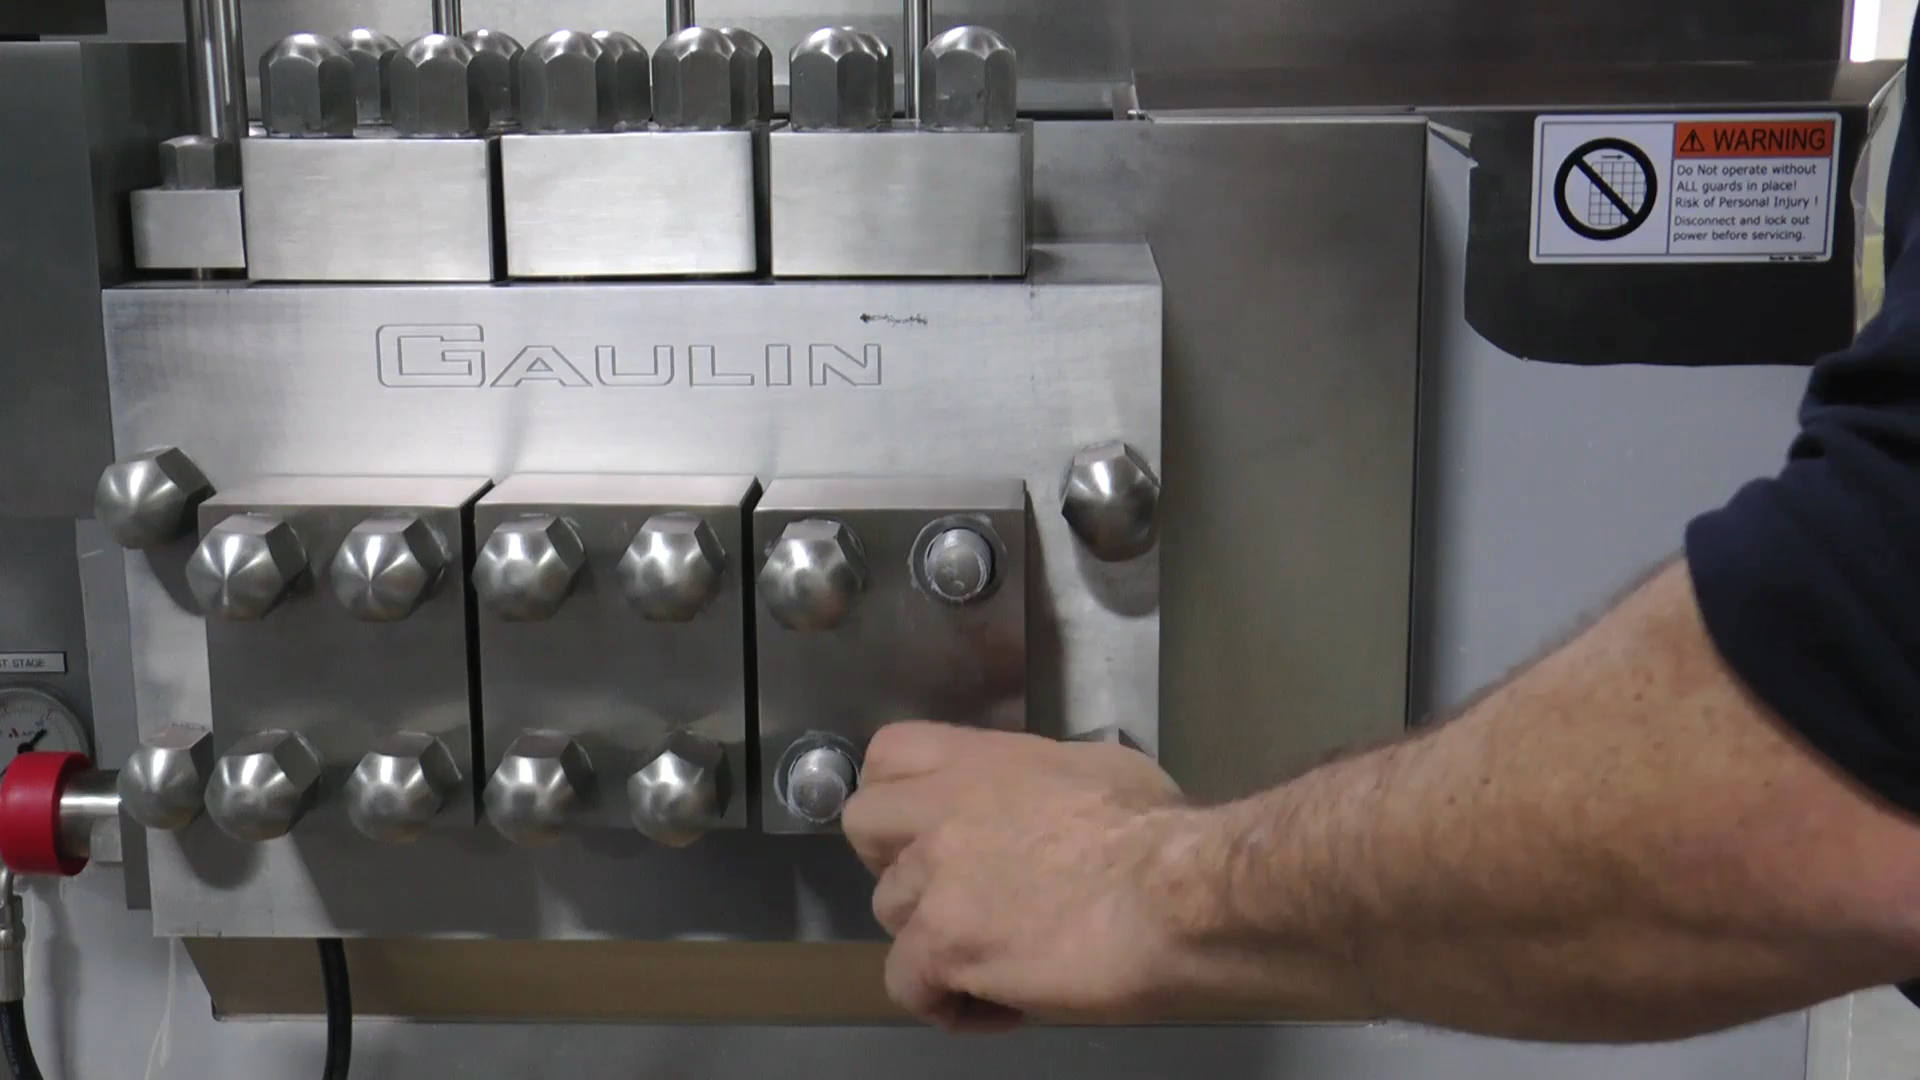 WARNING
Do Not operate without
ALL guards in place!
Risk of Personal Injury !
Disconnect and lock out
power before servicing.
GAULIN
ST STAGE